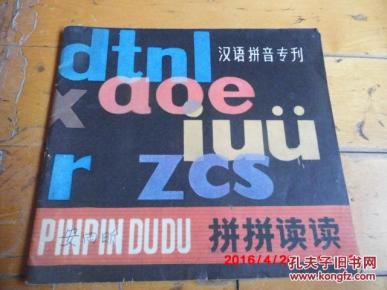 dtnl
汉语拼音专刊
x
aoe
iuü
r
zcs
PINPIN DUDU
拼拼读读
2016/4/2
孔夫子旧书网